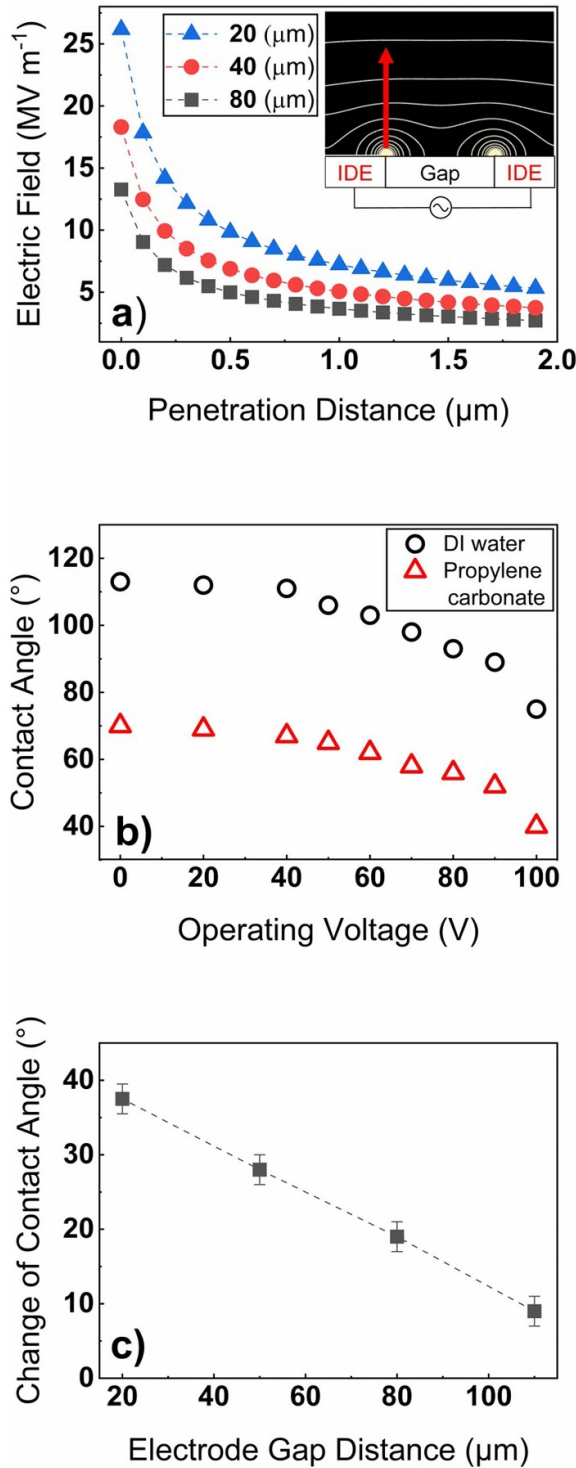 Electric Field (MV m⁻¹)
25
20
15
10
5
20 (μm)
40 (μm)
80 (μm)
IDE Gap IDE
a)
0.0 0.5 1.0 1.5 2.0
Penetration Distance (μm)
Contact Angle (°)
120
100
80
60
40
DI water
Propylene
carbonate
b)
0 20 40 60 80 100
Operating Voltage (V)
Change of Contact Angle (°)
40
30
20
10
0
c)
20 40 60 80 100
Electrode Gap Distance (μm)